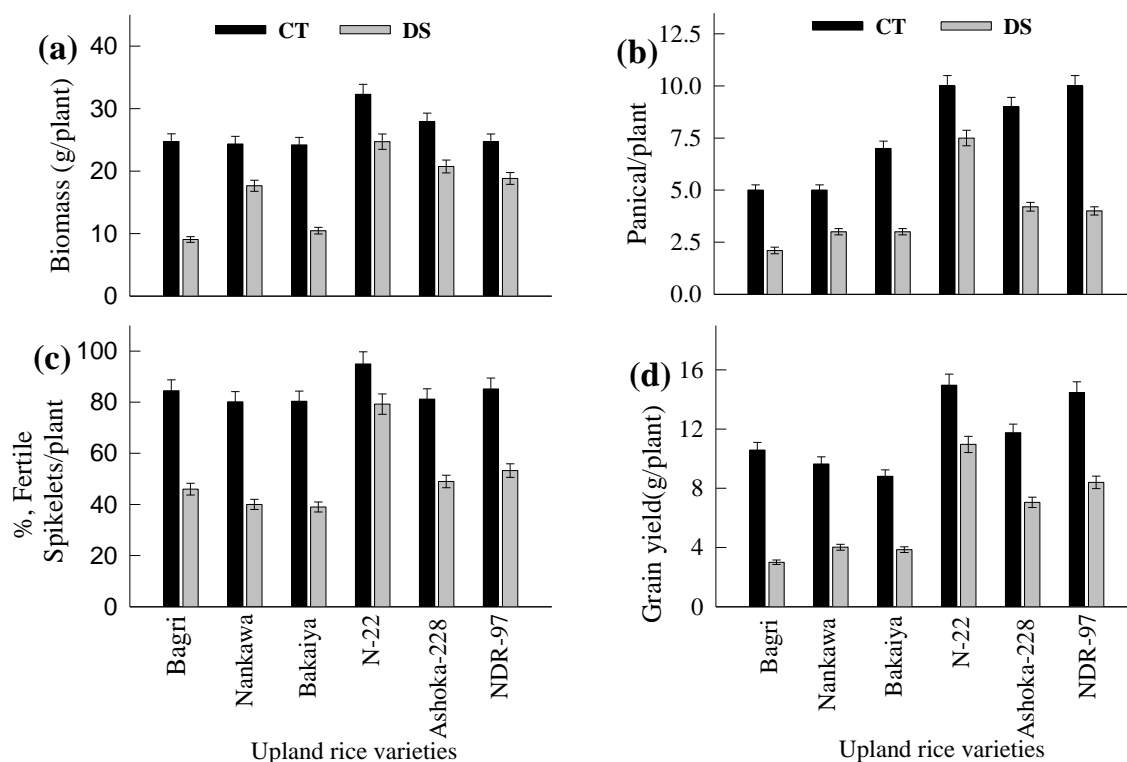 CT DS
(a)
Biomass (g/plant)
40
30
20
10
0
CT DS
(b)
Panical/plant
12.5
10.0
7.5
5.0
2.5
0.0
(c)
%, Fertile
Spikelets/plant
100
80
60
40
20
0
Bagri
Nankawa
Bakaiya
N-22
Ashoka-228
NDR-97
Upland rice varieties
(d)
Grain yield(g/plant)
16
12
8
4
0
Bagri
Nankawa
Bakaiya
N-22
Ashoka-228
NDR-97
Upland rice varieties